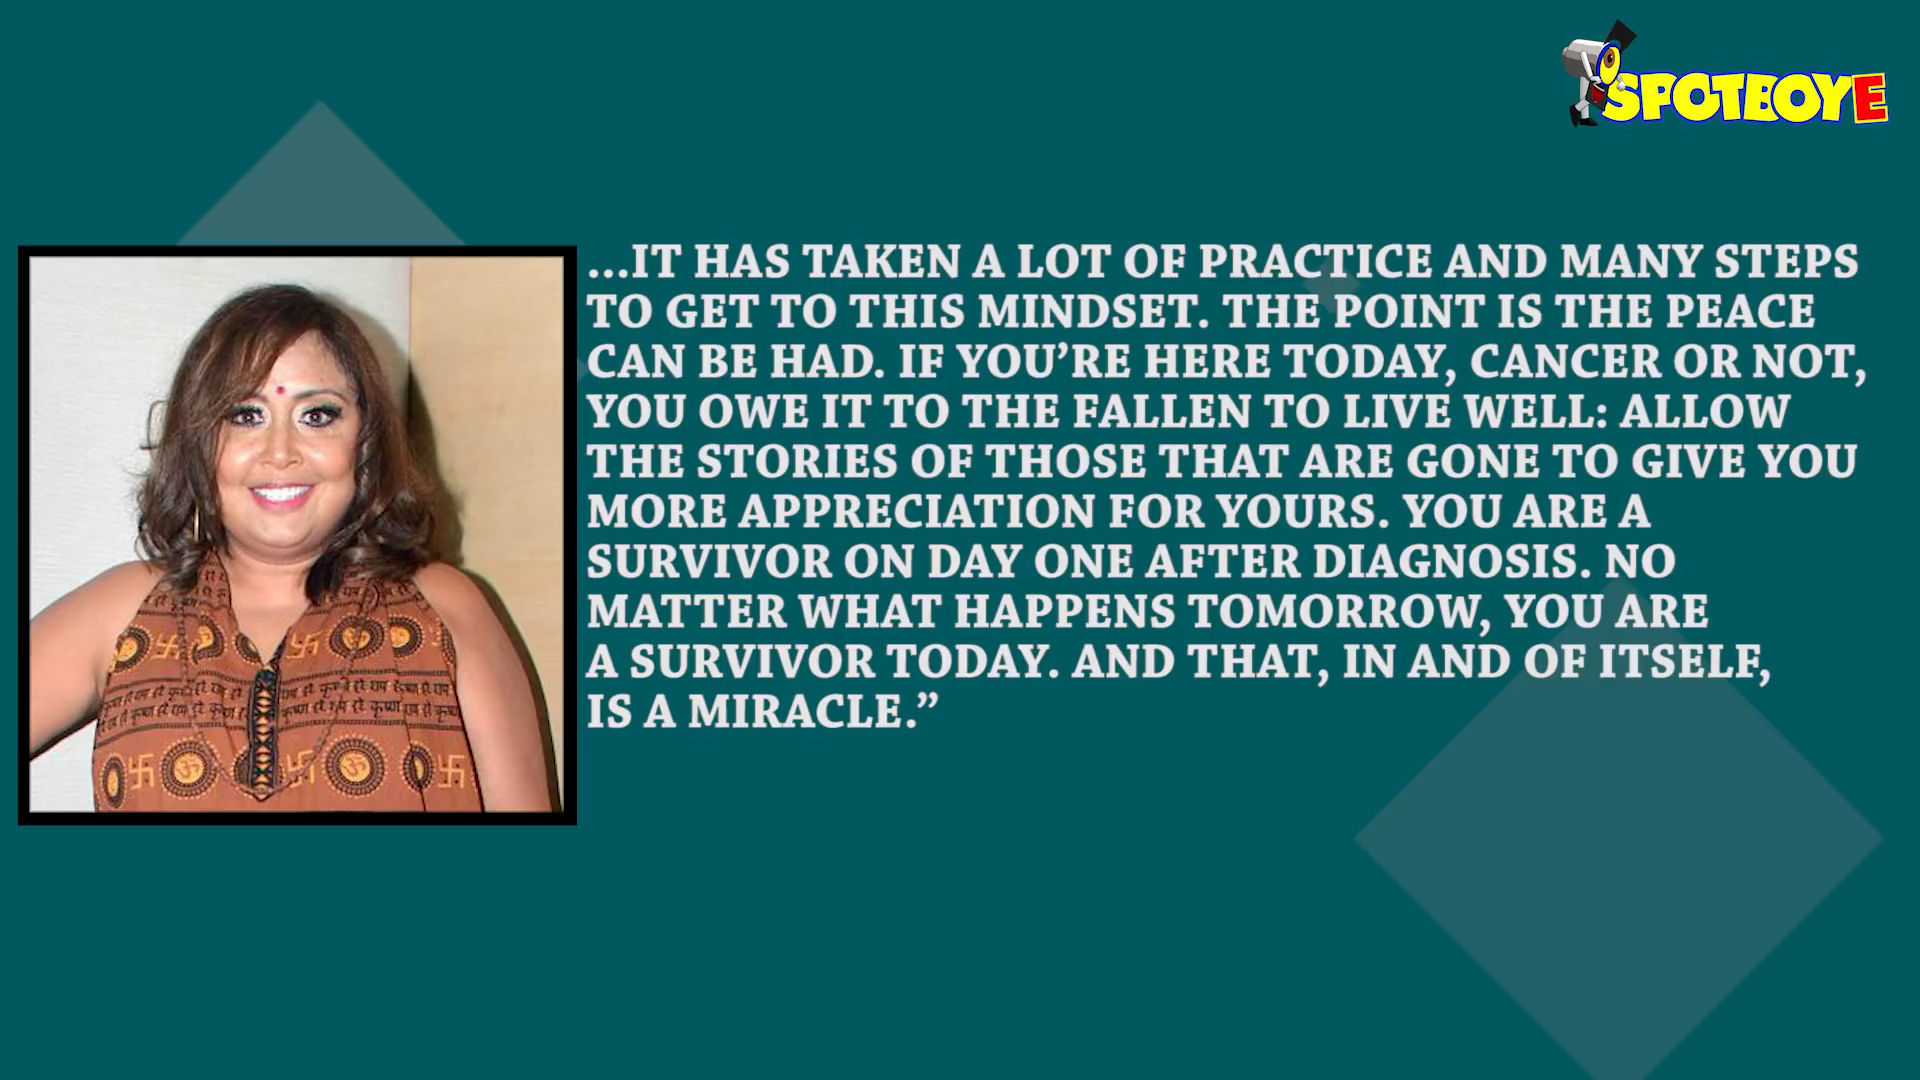 SPOTBOYE
...IT HAS TAKEN A LOT OF PRACTICE AND MANY STEPS
TO GET TO THIS MINDSET. THE POINT IS THE PEACE
CAN BE HAD. IF YOU’RE HERE TODAY, CANCER OR NOT,
YOU OWE IT TO THE FALLEN TO LIVE WELL: ALLOW
THE STORIES OF THOSE THAT ARE GONE TO GIVE YOU
MORE APPRECIATION FOR YOURS. YOU ARE A
SURVIVOR ON DAY ONE AFTER DIAGNOSIS. NO
MATTER WHAT HAPPENS TOMORROW, YOU ARE
A SURVIVOR TODAY. AND THAT, IN AND OF ITSELF,
IS A MIRACLE.”